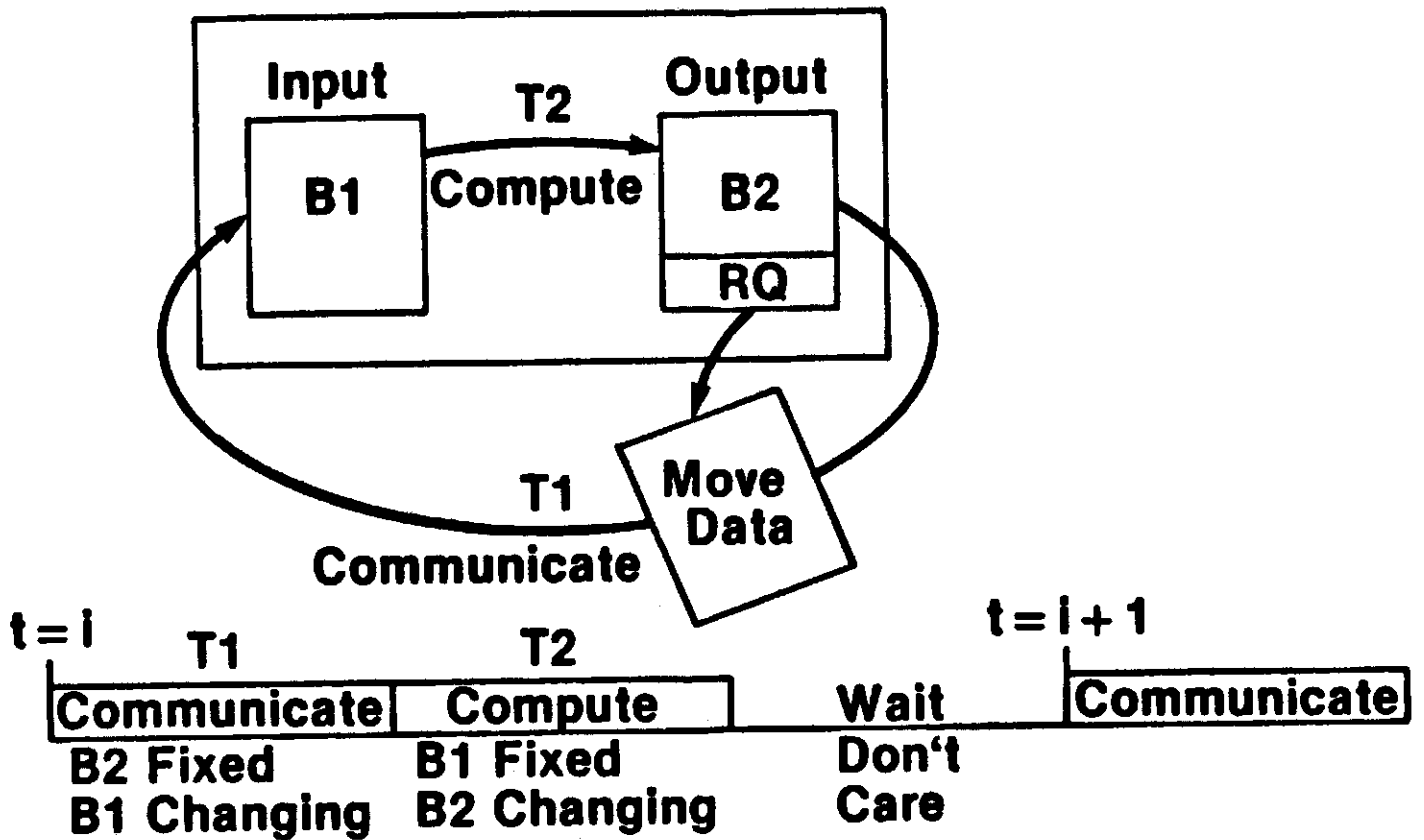 Input
Output
T2
B1
Compute
B2
RQ
Move
Data
T1
Communicate
t = i
T1
T2
t = i + 1
Communicate
Compute
Wait
Communicate
B2 Fixed
B1 Fixed
Don't
B1 Changing
B2 Changing
Care